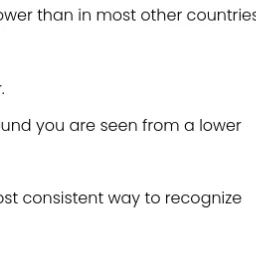 ower than in most other countries
.
und you are seen from a lower
ost consistent way to recognize